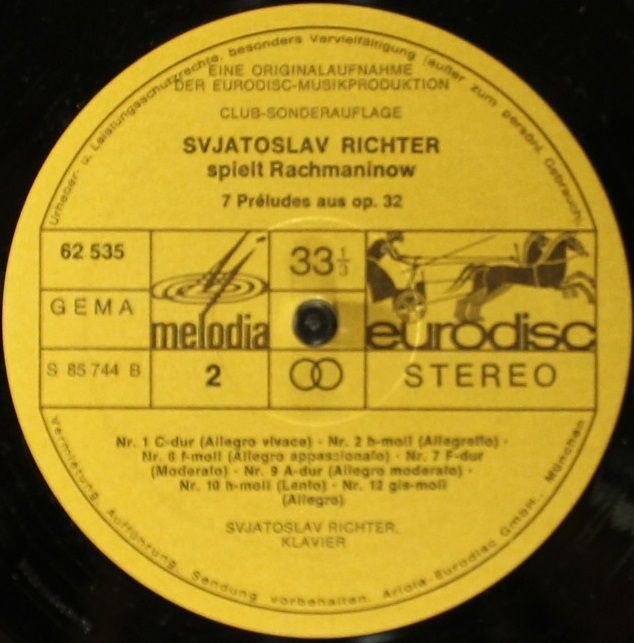 Urheber- u. Leistungsschutzrechte, besonders Vervielfältigung (außer zum persönl. Gebrauch),
EINE ORIGINALAUFNAHME
DER EURODISC-MUSIKPRODUKTION
CLUB-SONDERAUFLAGE
SVJATOSLAV RICHTER
spielt Rachmaninow
7 Préludes aus op. 32
62 535
GEMA
S 85 744 B
melodia
2
33 1/3
eurodisc
STEREO
Nr. 1 C-dur (Allegro vivace) · Nr. 2 b-moll (Allegretto) ·
Nr. 6 f-moll (Allegro appassionato) · Nr. 7 F-dur
(Moderato) · Nr. 9 A-dur (Allegro moderato) ·
Nr. 10 h-moll (Lento) · Nr. 12 gis-moll
(Allegro)
SVJATOSLAV RICHTER,
KLAVIER
Vermietung, Aufführung, Sendung vorbehalten. Ariola-Eurodisc GmbH., München